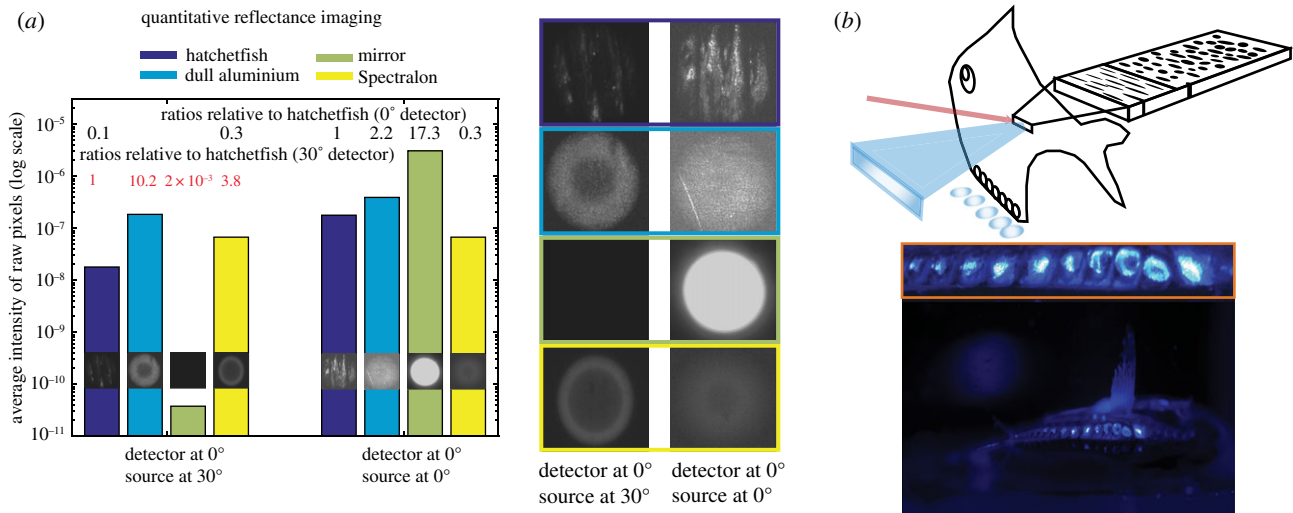 (a)
quantitative reflectance imaging
hatchetfish
mirror
dull aluminium
Spectralon
average intensity of raw pixels (log scale)
10⁻⁵
10⁻⁶
10⁻⁷
10⁻⁸
10⁻⁹
10⁻¹⁰
10⁻¹¹
ratios relative to hatchetfish (0° detector)
0.1 0.3 1 2.2 17.3 0.3
ratios relative to hatchetfish (30° detector)
1 10.2 2 × 10⁻³ 3.8
detector at 0°
source at 30°
detector at 0°
source at 0°
detector at 0°
source at 30°
detector at 0°
source at 0°
(b)